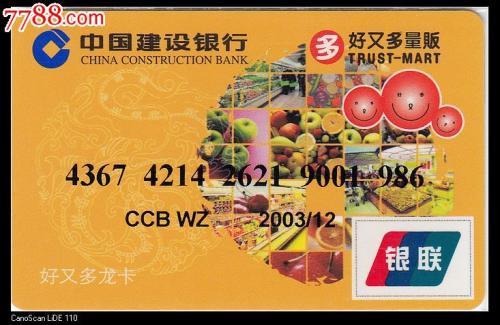 7788.com
中国建设银行
CHINA CONSTRUCTION BANK
多 好又多量販
TRUST-MART
4367 4214 2621 9001 986
CCB WZ 2003/12
好又多龙卡
银联
CanoScan LiDE 110